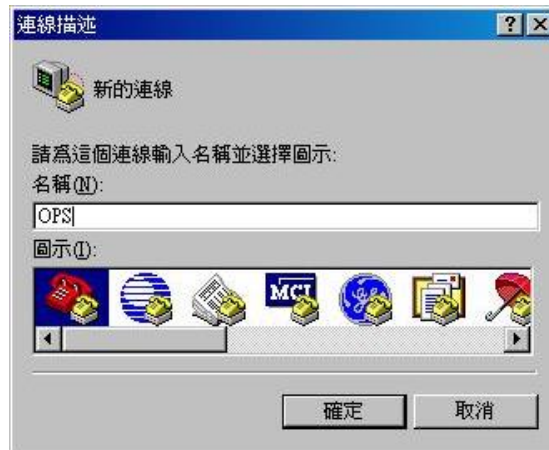 連線描述
新的連線
請為這個連線輸入名稱並選擇圖示:
名稱(N):
OPS
圖示(I):
MCI
確定
取消